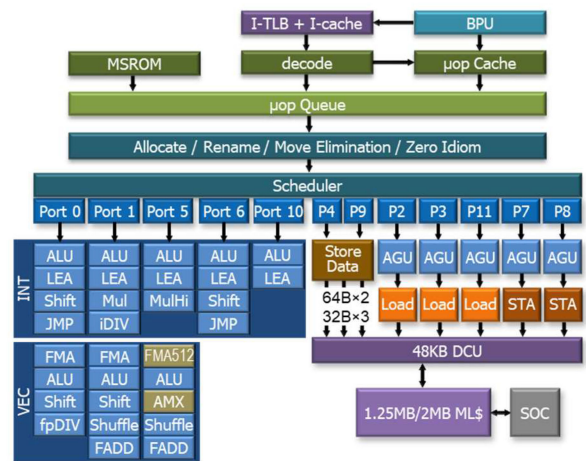 I-TLB + I-cache
BPU
MSROM
decode
μop Cache
μop Queue
Allocate / Rename / Move Elimination / Zero Idiom
Scheduler
Port 0 Port 1 Port 5 Port 6 Port 10 P4 P9 P2 P3 P11 P7 P8
INT
ALU ALU ALU ALU ALU
LEA LEA LEA LEA LEA
Shift Mul MulHi Shift
JMP iDIV JMP
Store
Data
AGU AGU AGU AGU AGU
64B×2
32B×3
Load Load Load STA STA
VEC
FMA FMA FMA512
ALU ALU ALU
Shift Shift AMX
fpDIV Shuffle Shuffle
FADD FADD
48KB DCU
1.25MB/2MB ML$
SOC